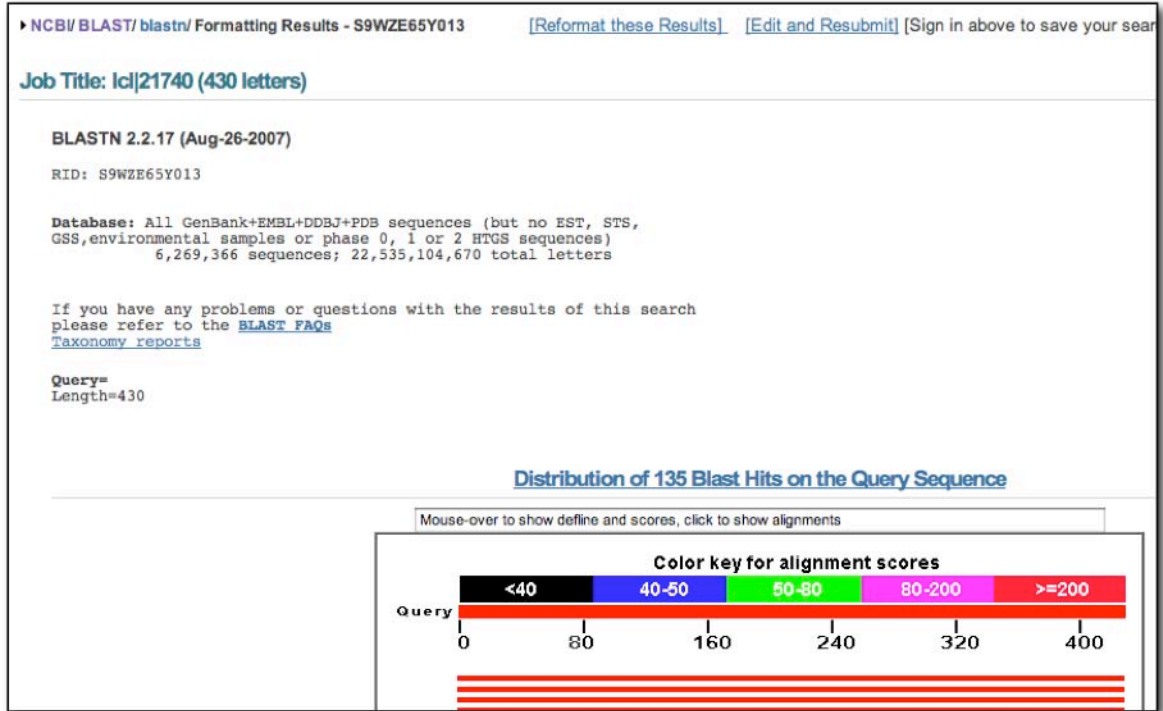 NCBI/ BLAST/ blastn/ Formatting Results - S9WZE65Y013 [Reformat these Results] [Edit and Resubmit] [Sign in above to save your sear
Job Title: lcl|21740 (430 letters)
BLASTN 2.2.17 (Aug-26-2007)
RID: S9WZE65Y013
Database: All GenBank+EMBL+DDBJ+PDB sequences (but no EST, STS,
GSS,environmental samples or phase 0, 1 or 2 HTGS sequences)
6,269,366 sequences; 22,535,104,670 total letters
If you have any problems or questions with the results of this search
please refer to the BLAST FAQs
Taxonomy reports
Query=
Length=430
Distribution of 135 Blast Hits on the Query Sequence
Mouse-over to show defline and scores, click to show alignments
Color key for alignment scores
<40 40-50 50-80 80-200 >=200
Query
0 80 160 240 320 400